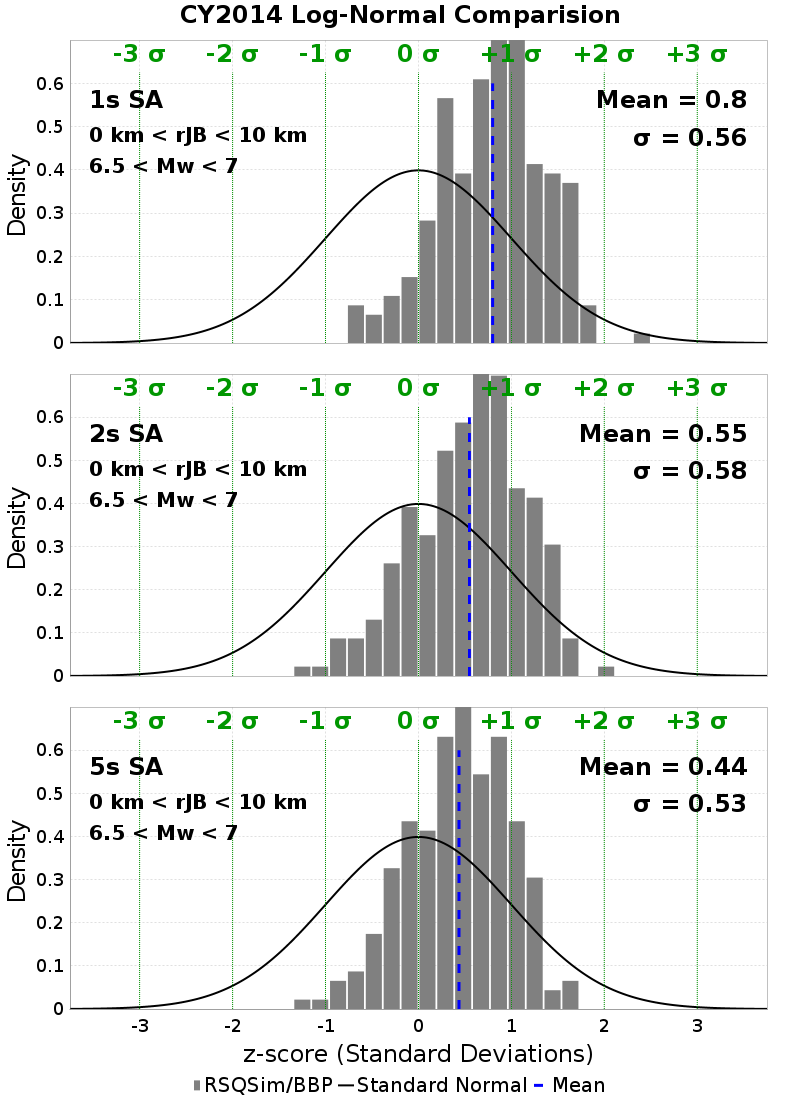 CY2014 Log-Normal Comparision
-3 σ -2 σ -1 σ 0 σ +1 σ +2 σ +3 σ
1s SA
0 km < rJB < 10 km
6.5 < Mw < 7
Mean = 0.8
σ = 0.56
Density
0.6
0.5
0.4
0.3
0.2
0.1
0
-3 σ -2 σ -1 σ 0 σ +1 σ +2 σ +3 σ
2s SA
0 km < rJB < 10 km
6.5 < Mw < 7
Mean = 0.55
σ = 0.58
Density
0.6
0.5
0.4
0.3
0.2
0.1
0
-3 σ -2 σ -1 σ 0 σ +1 σ +2 σ +3 σ
5s SA
0 km < rJB < 10 km
6.5 < Mw < 7
Mean = 0.44
σ = 0.53
Density
0.6
0.5
0.4
0.3
0.2
0.1
0
-3 -2 -1 0 1 2 3
z-score (Standard Deviations)
RSQSim/BBP Standard Normal Mean